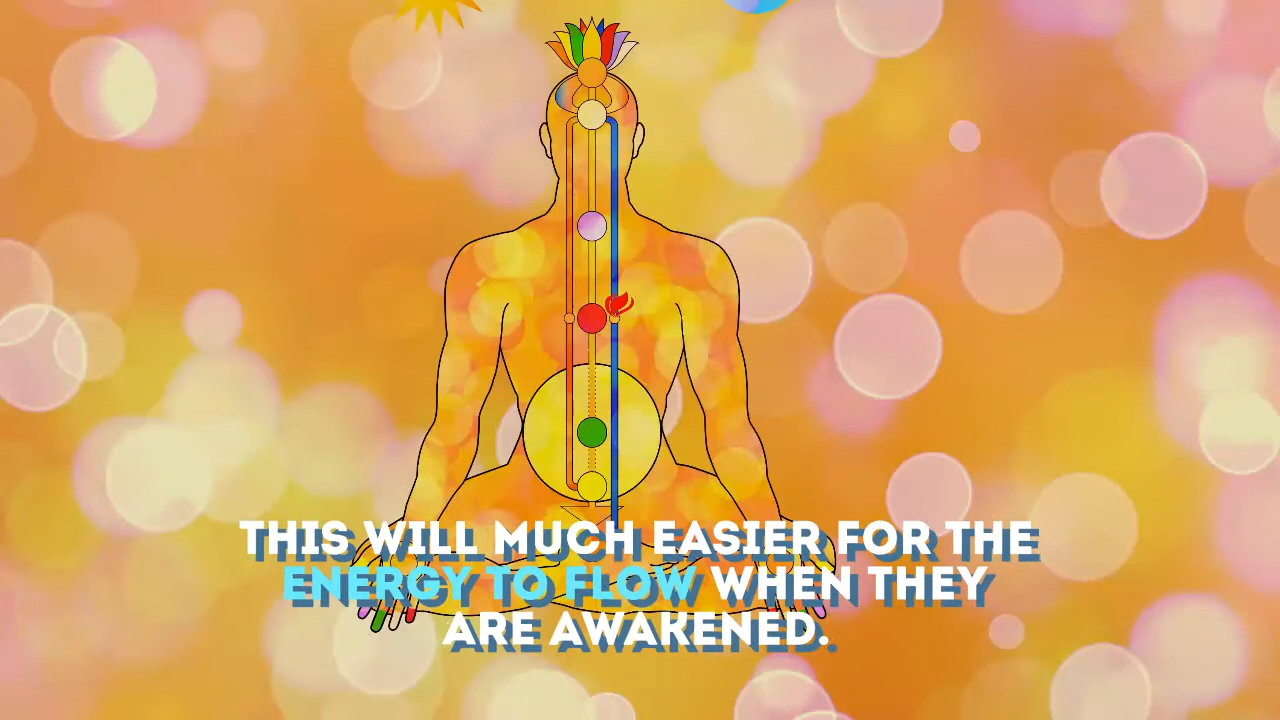 THIS WILL MUCH EASIER FOR THE
ENERGY TO FLOW WHEN THEY
ARE AWAKENED.